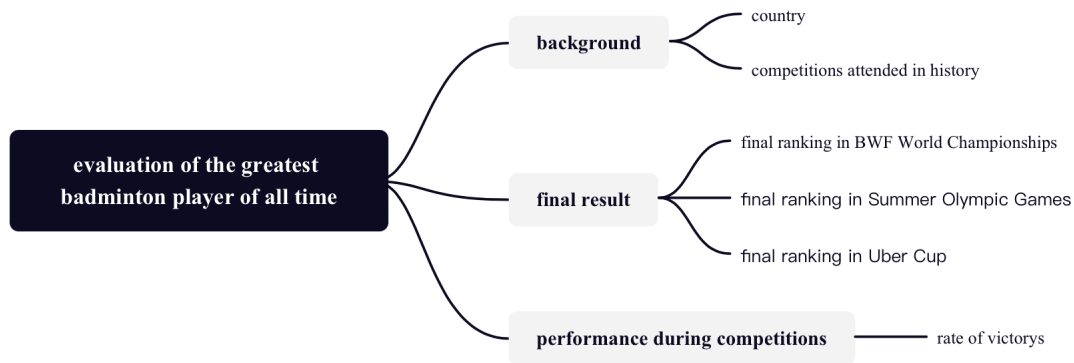 country
background
competitions attended in history
final ranking in BWF World Championships
evaluation of the greatest
badminton player of all time
final result
final ranking in Summer Olympic Games
final ranking in Uber Cup
performance during competitions
rate of victorys